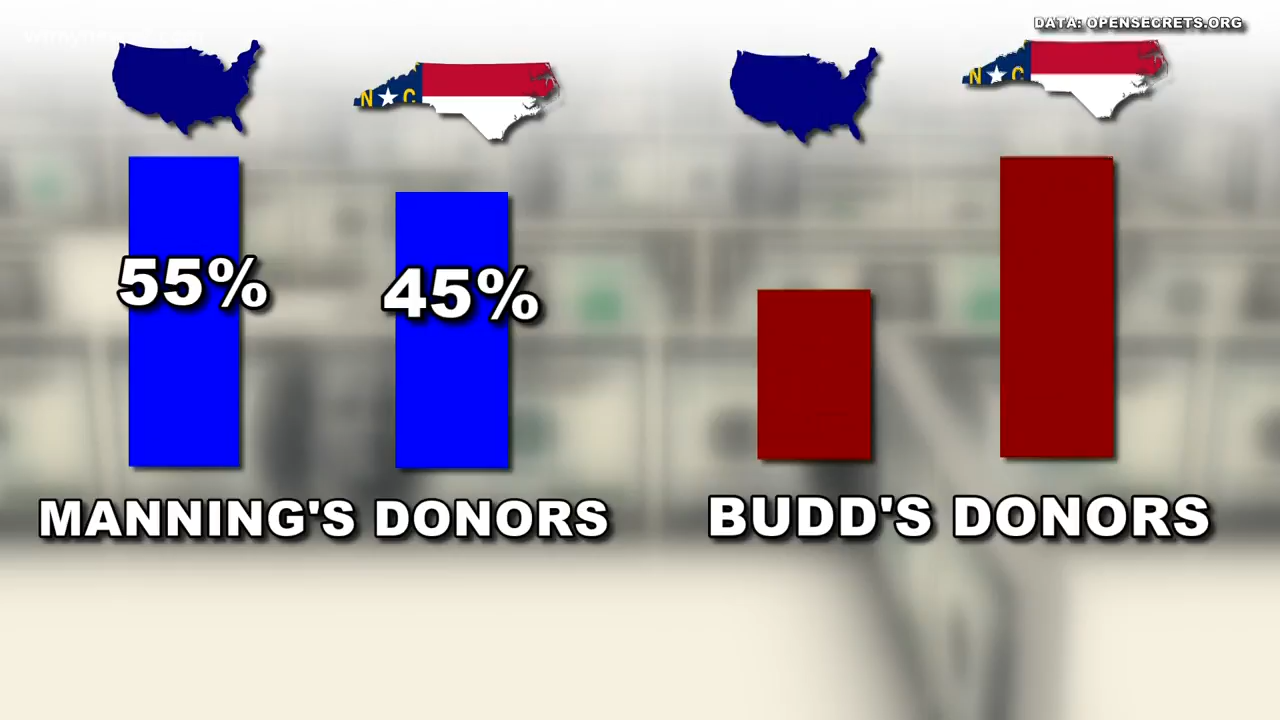 DATA: OPENSECRETS.ORG
N C
N C
55%
45%
MANNING'S DONORS
BUDD'S DONORS